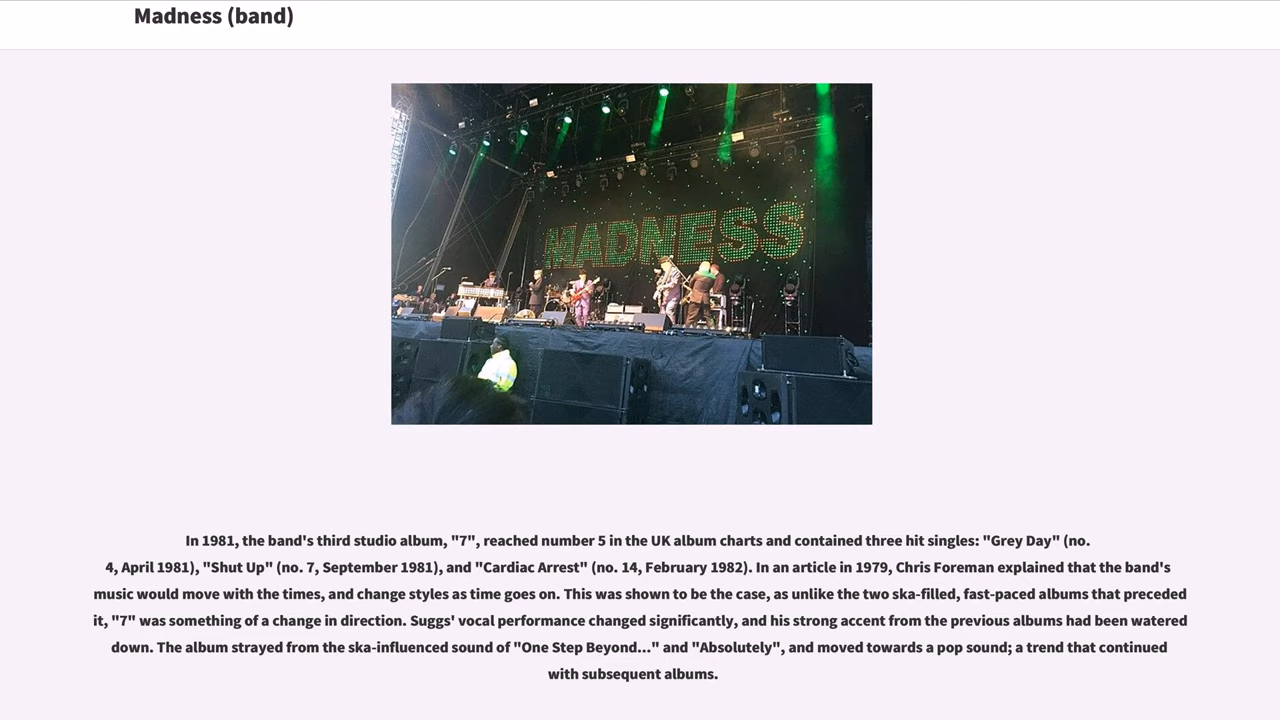 Madness (band)
MADNESS
In 1981, the band's third studio album, "7", reached number 5 in the UK album charts and contained three hit singles: "Grey Day" (no.
4, April 1981), "Shut Up" (no. 7, September 1981), and "Cardiac Arrest" (no. 14, February 1982). In an article in 1979, Chris Foreman explained that the band's
music would move with the times, and change styles as time goes on. This was shown to be the case, as unlike the two ska-filled, fast-paced albums that preceded
it, "7" was something of a change in direction. Suggs' vocal performance changed significantly, and his strong accent from the previous albums had been watered
down. The album strayed from the ska-influenced sound of "One Step Beyond..." and "Absolutely", and moved towards a pop sound; a trend that continued
with subsequent albums.